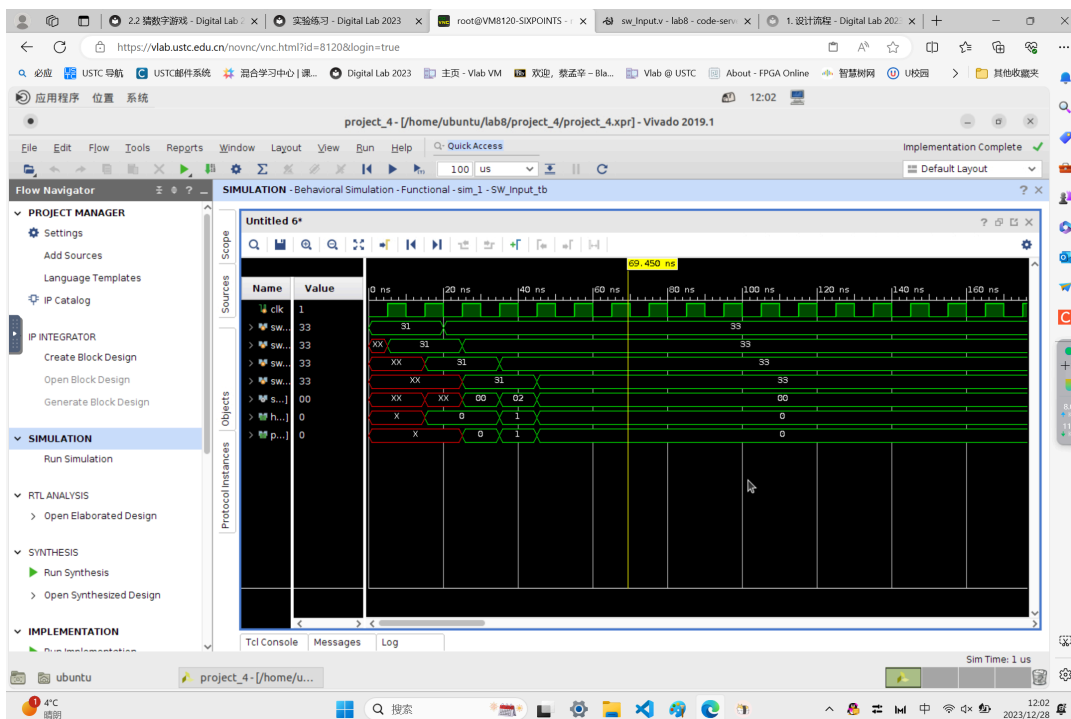 2.2 猜数字游戏 - Digital Lab 2
实验练习 - Digital Lab 2023
root@VM8120-SIXPOINTS -
sw_Input.v - lab8 - code-serv
1. 设计流程 - Digital Lab 202
https://vlab.ustc.edu.cn/novnc/vnc.html?id=8120&login=true
必应 USTC 导航 USTC邮件系统 混合学习中心 | 课... Digital Lab 2023 主页 - Vlab VM 欢迎, 蔡孟辛 – Bla... Vlab @ USTC About - FPGA Online 智慧树网 U校园 其他收藏夹
应用程序 位置 系统 12:02
project_4 - [/home/ubuntu/lab8/project_4/project_4.xpr] - Vivado 2019.1
File Edit Flow Tools Reports Window Layout View Run Help Quick Access Implementation Complete
100 us Default Layout
Flow Navigator
SIMULATION - Behavioral Simulation - Functional - sim_1 - SW_Input_tb
PROJECT MANAGER
Settings
Add Sources
Language Templates
IP Catalog
IP INTEGRATOR
Create Block Design
Open Block Design
Generate Block Design
SIMULATION
Run Simulation
RTL ANALYSIS
Open Elaborated Design
SYNTHESIS
Run Synthesis
Open Synthesized Design
IMPLEMENTATION
Run Implementation
Scope
Sources
Objects
Protocol Instances
Untitled 6*
69.450 ns
Name Value 0 ns 20 ns 40 ns 60 ns 80 ns 100 ns 120 ns 140 ns 160 ns
clk 1
sw... 33 31 33
sw... 33 XX 31 33
sw... 33 XX 31 33
sw... 33 XX 31 33
s...] 00 XX XX 00 02 00
h...] 0 X 0 1 0
p...] 0 X 0 1 0
Tcl Console Messages Log
Sim Time: 1 us
ubuntu project_4 - [/home/u...
1
4°C
晴朗
搜索
中
12:02
2023/12/28